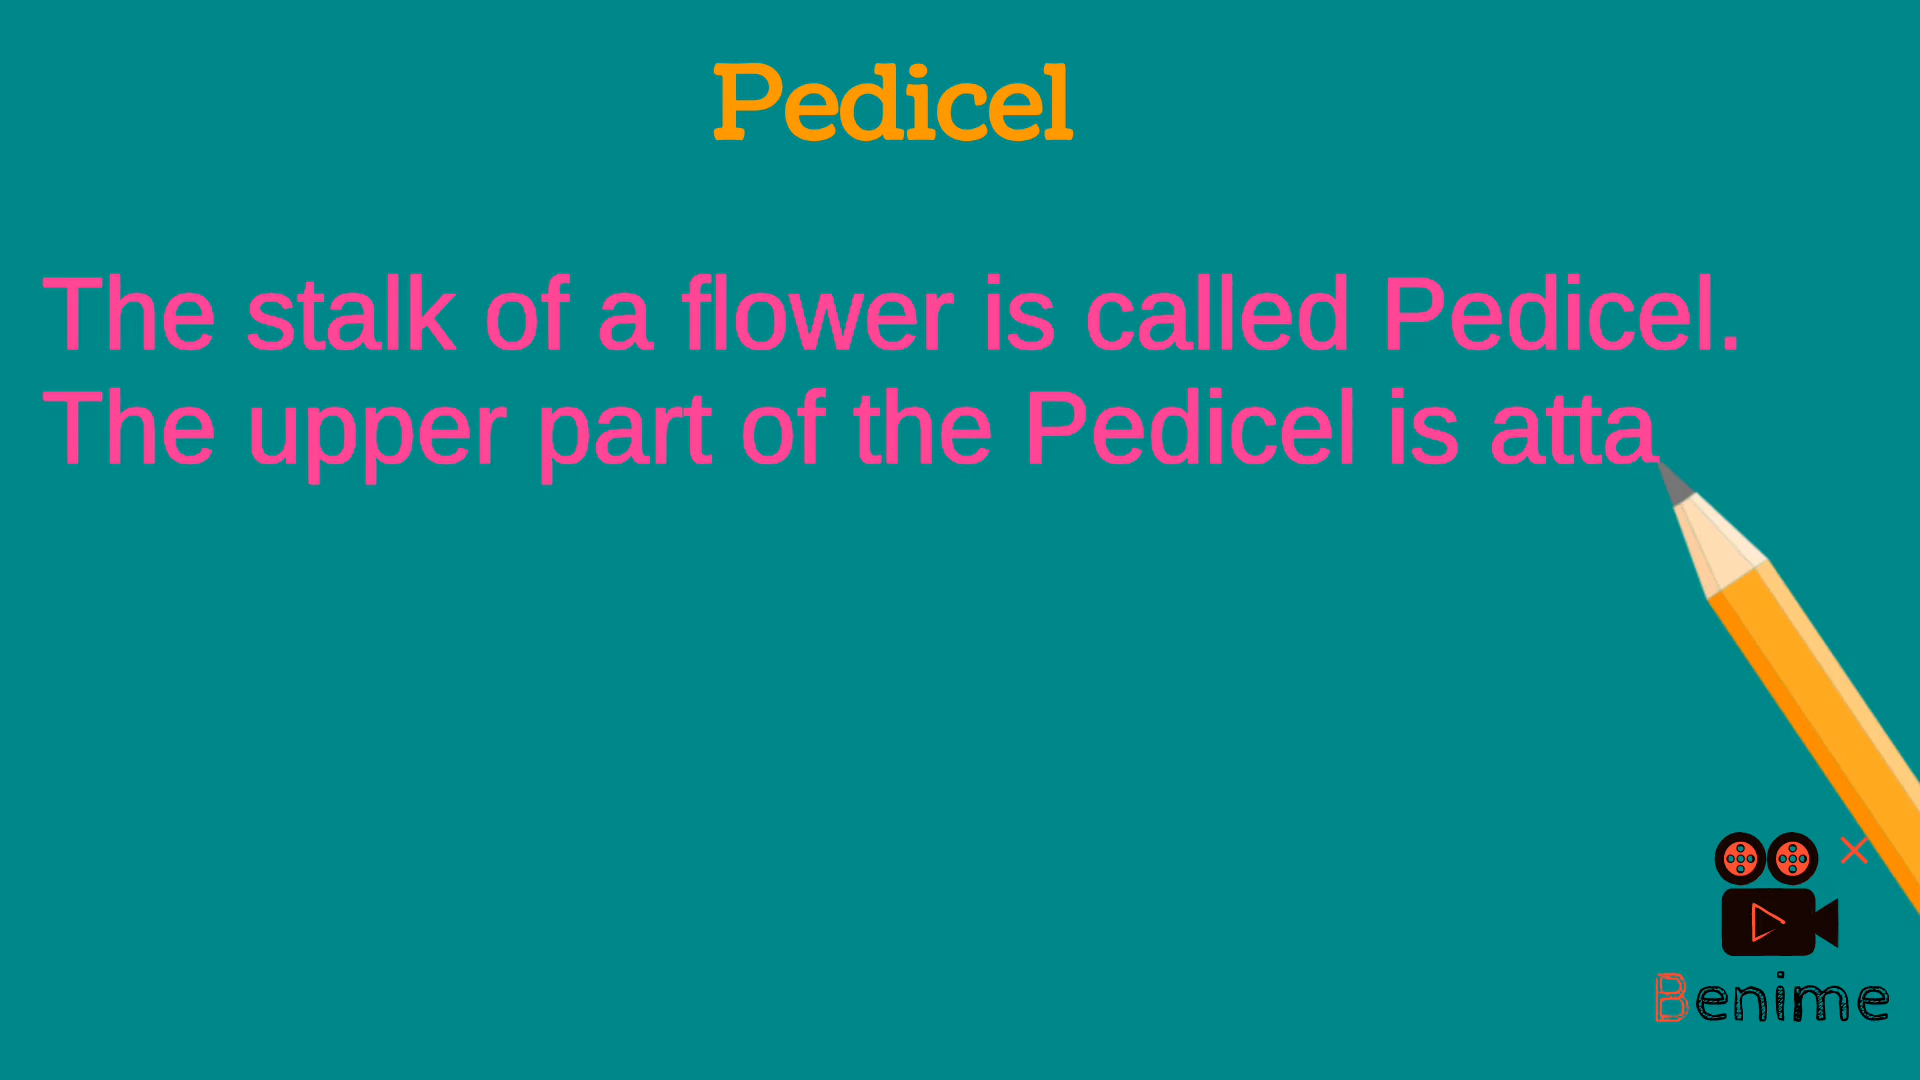 Pedicel
The stalk of a flower is called Pedicel.
The upper part of the Pedicel is atta
Benime